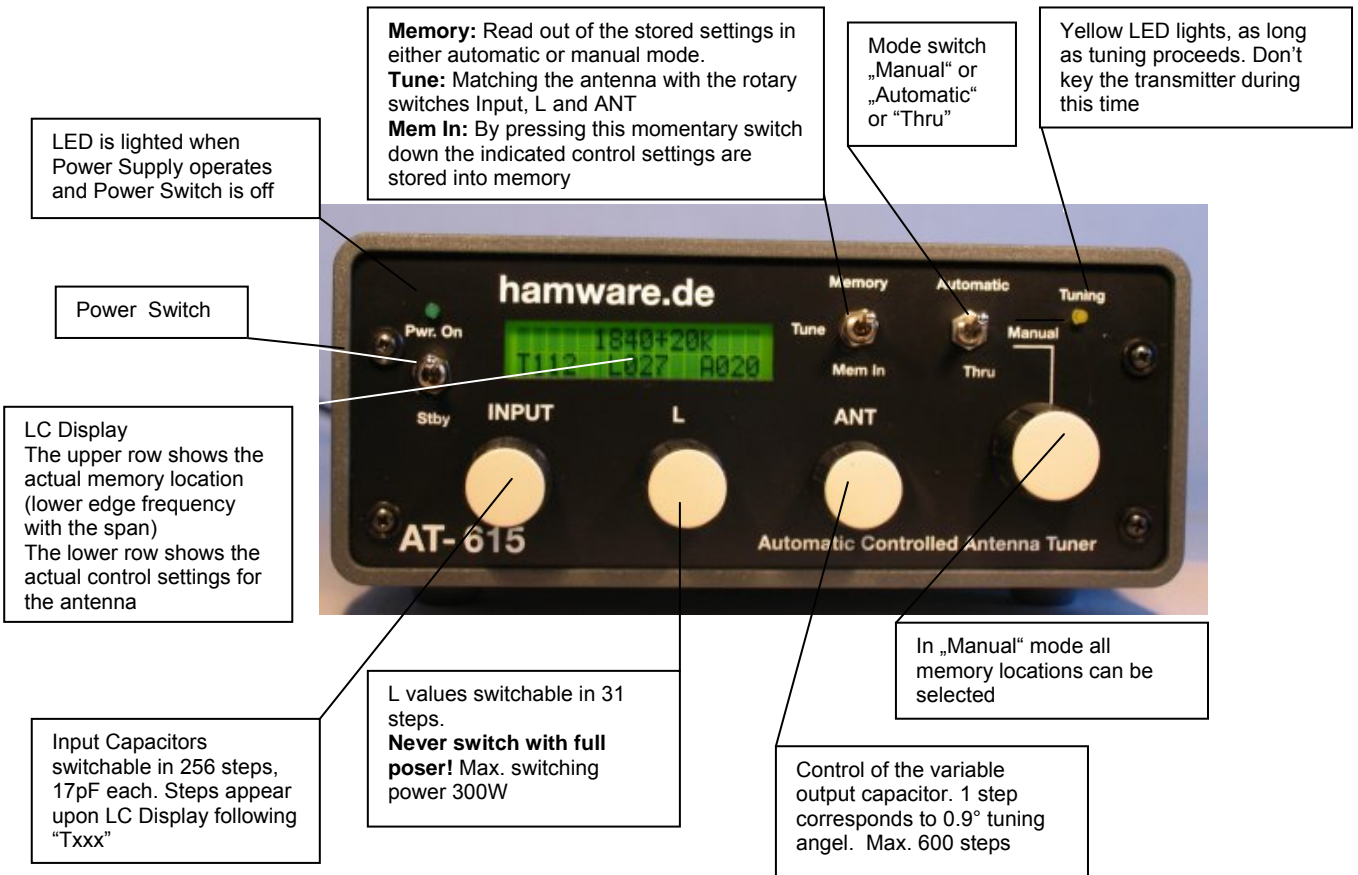 Memory: Read out of the stored settings in
either automatic or manual mode.
Tune: Matching the antenna with the rotary
switches Input, L and ANT
Mem In: By pressing this momentary switch
down the indicated control settings are
stored into memory
Mode switch
„Manual“ or
„Automatic“
or “Thru”
Yellow LED lights, as long
as tuning proceeds. Don’t
key the transmitter during
this time
LED is lighted when
Power Supply operates
and Power Switch is off
Power Switch
LC Display
The upper row shows the
actual memory location
(lower edge frequency
with the span)
The lower row shows the
actual control settings for
the antenna
hamware.de
Pwr. On
Stby
1840+20k
T112 L027 A020
Memory
Tune
Mem In
Automatic
Manual
Thru
Tuning
INPUT
L
ANT
AT-615
Automatic Controlled Antenna Tuner
Input Capacitors
switchable in 256 steps,
17pF each. Steps appear
upon LC Display following
“Txxx”
L values switchable in 31
steps.
Never switch with full
poser! Max. switching
power 300W
Control of the variable
output capacitor. 1 step
corresponds to 0.9° tuning
angel. Max. 600 steps
In „Manual“ mode all
memory locations can be
selected